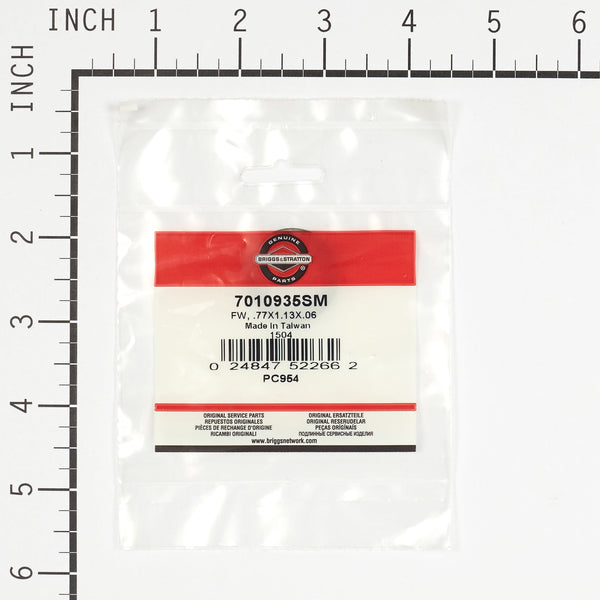 INCH 1 2 3 4 5 6
INCH
1
2
3
4
5
6
GENUINE
BRIGGS & STRATTON
PARTS ®
7010935SM
FW, .77X1.13X.06
Made In Taiwan
1504
0 24847 52266 2
PC954
ORIGINAL SERVICE PARTS ORIGINAL ERSATZTEILE
REPUESTOS ORIGINALES ORIGINAL RESERUDELAR
PIÈCES DE RECHANGE D'ORIGINE PEÇAS ORIGINAIS
RICAMBI ORIGINALI ПОДЛИННЫЕ СЕРВИСНЫЕ ИЗДЕЛИЯ
www.briggsnetwork.com